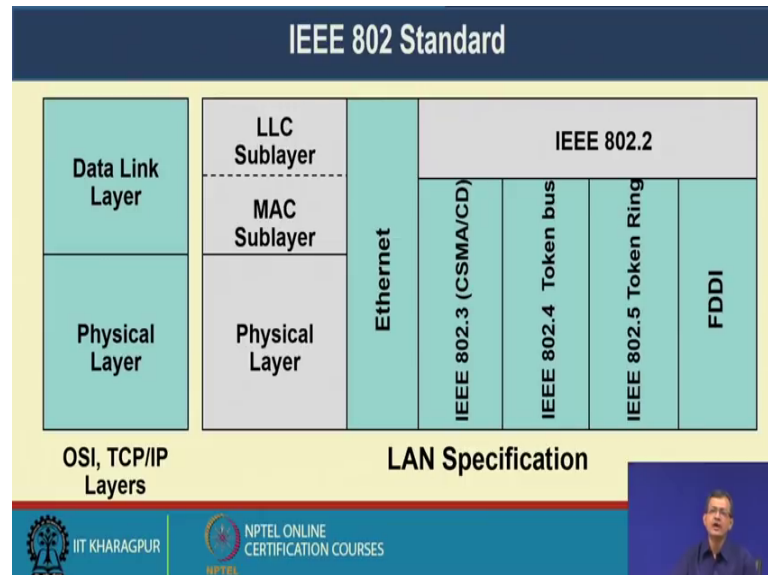 IEEE 802 Standard
Data Link
Layer
Physical
Layer
OSI, TCP/IP
Layers
LLC
Sublayer
MAC
Sublayer
Physical
Layer
Ethernet
IEEE 802.2
IEEE 802.3 (CSMA/CD)
IEEE 802.4 Token bus
IEEE 802.5 Token Ring
FDDI
LAN Specification
IIT KHARAGPUR
NPTEL
NPTEL ONLINE
CERTIFICATION COURSES